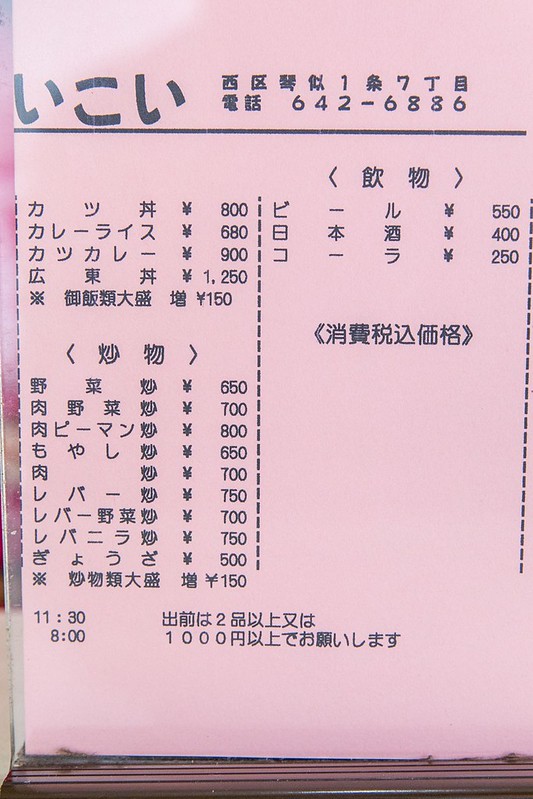 いこい
西区琴似1条7丁目
電話 642-6886
カツ丼 ¥ 800
カレーライス ¥ 680
カツカレー ¥ 900
広東丼 ¥ 1,250
※ 御飯類大盛 増 ¥150
〈 炒物 〉
野菜炒 ¥ 650
肉野菜炒 ¥ 700
肉ピーマン炒 ¥ 800
もやし炒 ¥ 650
肉炒 ¥ 700
レバー炒 ¥ 750
レバー野菜炒 ¥ 700
レバニラ炒 ¥ 750
ぎょうざ ¥ 500
※ 炒物類大盛 増 ¥150
〈 飲物 〉
ビール ¥ 550
日本酒 ¥ 400
コーラ ¥ 250
《消費税込価格》
11:30
8:00
出前は2品以上又は
1000円以上でお願いします